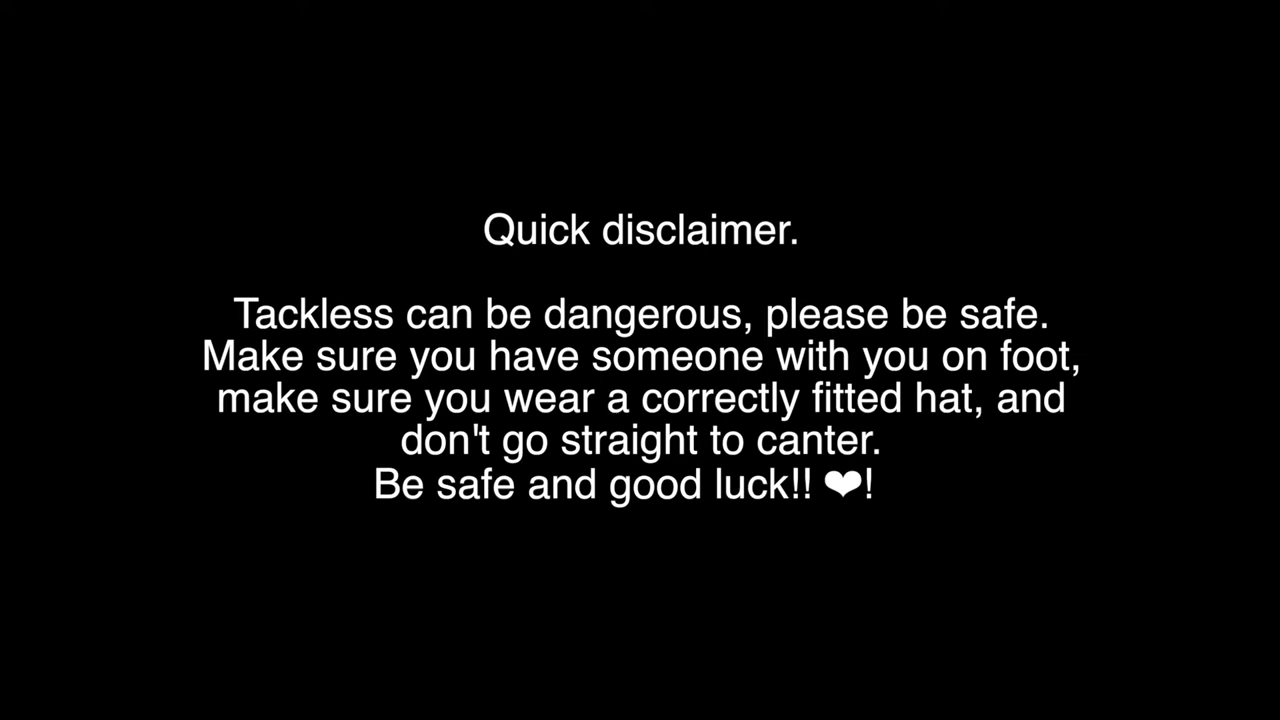 Quick disclaimer.
Tackless can be dangerous, please be safe.
Make sure you have someone with you on foot,
make sure you wear a correctly fitted hat, and
don't go straight to canter.
Be safe and good luck!! ❤!